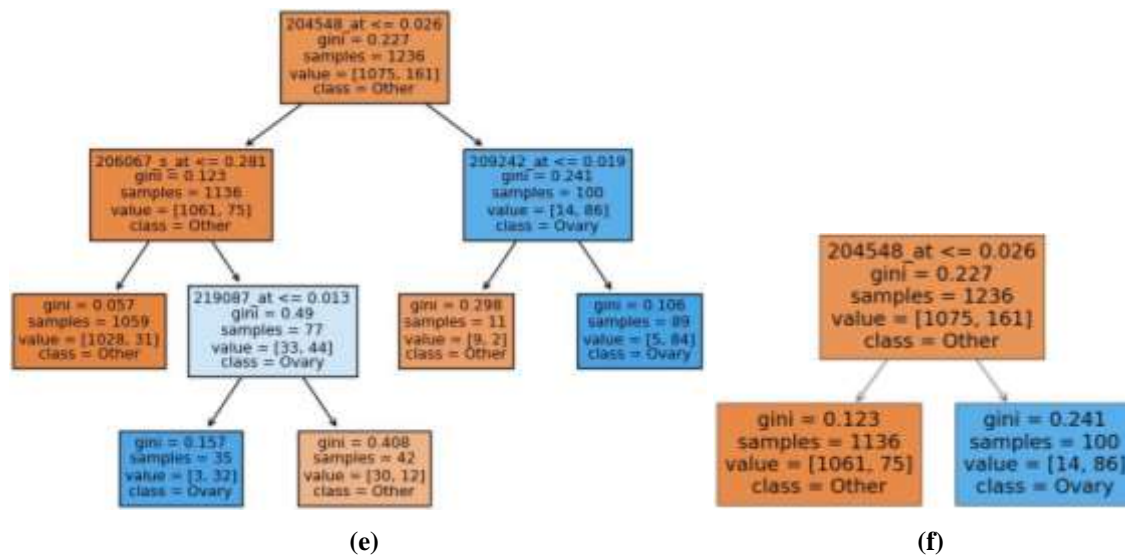 204548_at <= 0.026
gini = 0.227
samples = 1236
value = [1075, 161]
class = Other
206067_s_at <= 0.281
gini = 0.123
samples = 1136
value = [1061, 75]
class = Other
209242_at <= 0.019
gini = 0.241
samples = 100
value = [14, 86]
class = Ovary
gini = 0.057
samples = 1059
value = [1028, 31]
class = Other
219087_at <= 0.013
gini = 0.49
samples = 77
value = [33, 44]
class = Ovary
gini = 0.298
samples = 11
value = [9, 2]
class = Other
gini = 0.106
samples = 89
value = [5, 84]
class = Ovary
gini = 0.157
samples = 35
value = [3, 32]
class = Ovary
gini = 0.408
samples = 42
value = [30, 12]
class = Other
(e)
204548_at <= 0.026
gini = 0.227
samples = 1236
value = [1075, 161]
class = Other
gini = 0.123
samples = 1136
value = [1061, 75]
class = Other
gini = 0.241
samples = 100
value = [14, 86]
class = Ovary
(f)